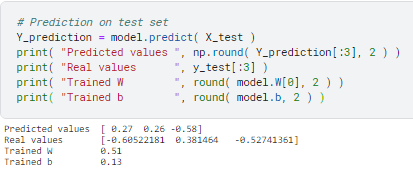 # Prediction on test set
Y_prediction = model.predict( X_test )
print( "Predicted values ", np.round( Y_prediction[:3], 2 ) )
print( "Real values      ", y_test[:3] )
print( "Trained W        ", round( model.W[0], 2 ) )
print( "Trained b        ", round( model.b, 2 ) )
Predicted values  [ 0.27  0.26 -0.58]
Real values       [-0.60522181  0.381464   -0.52741361]
Trained W         0.51
Trained b         0.13